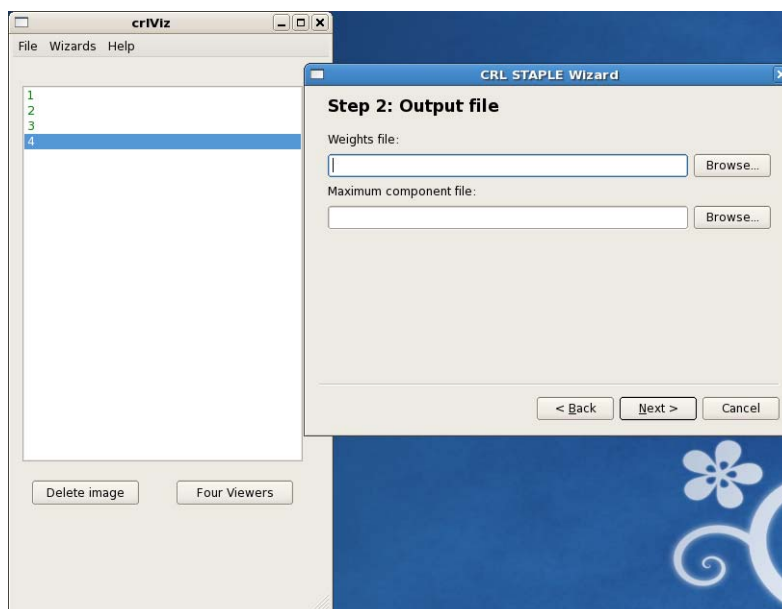 crlViz
File Wizards Help
1
2
3
4
Delete image
Four Viewers
CRL STAPLE Wizard
Step 2: Output file
Weights file:
Browse...
Maximum component file:
Browse...
< Back
Next >
Cancel